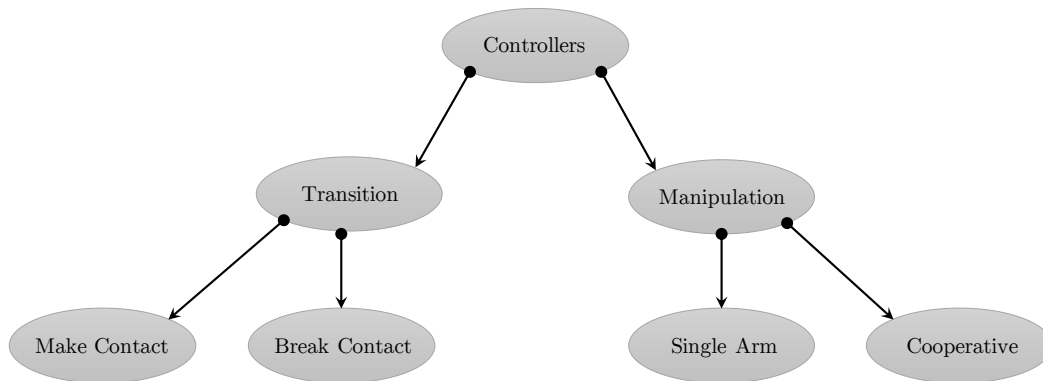 Controllers
Transition
Manipulation
Make Contact
Break Contact
Single Arm
Cooperative